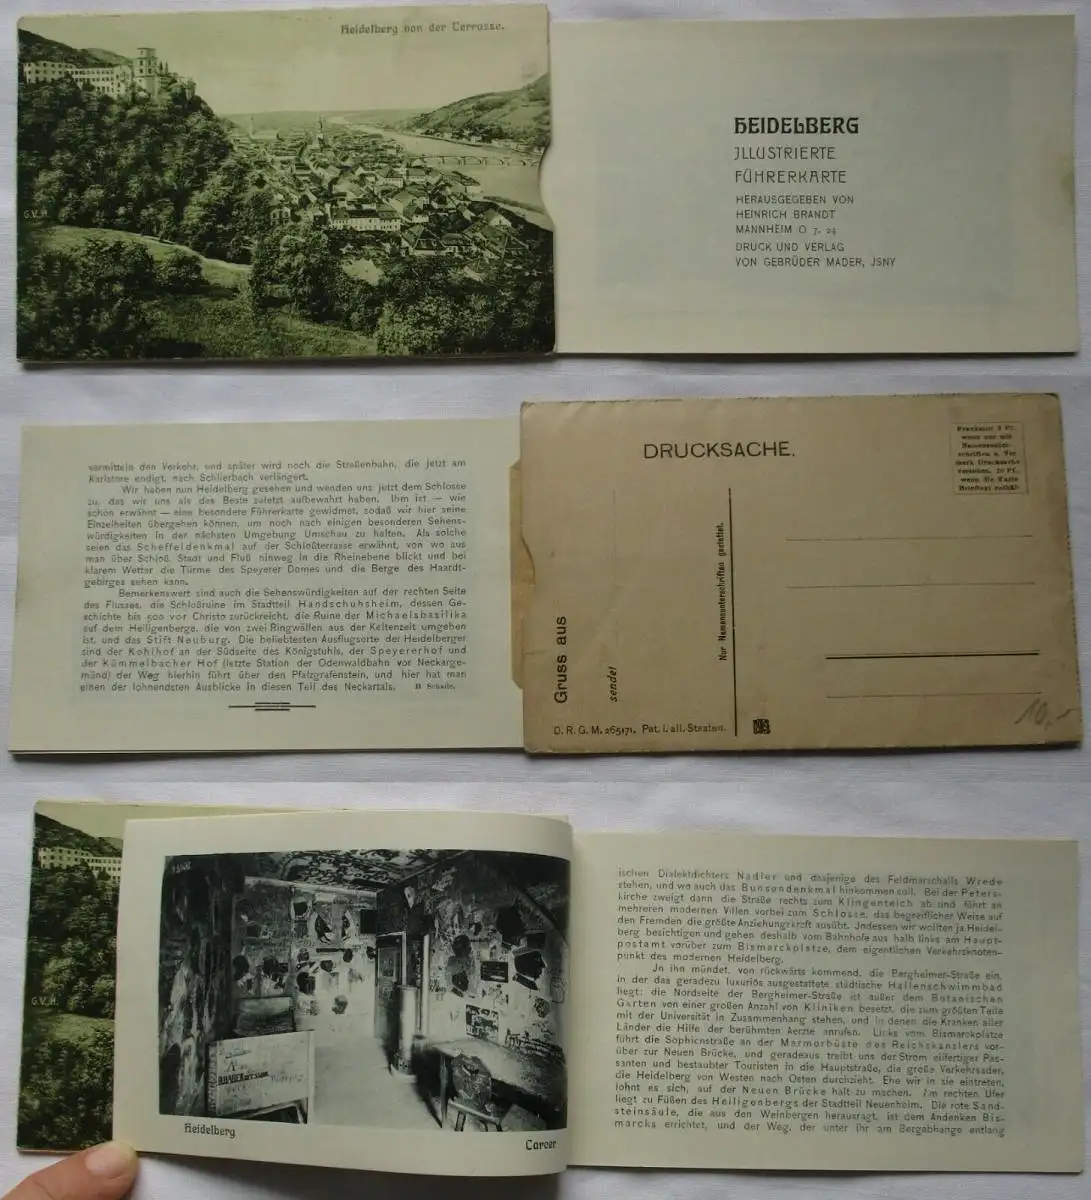 Heidelberg von der Terrasse.
G.V.H.
HEIDELBERG
JLLUSTRIERTE
FÜHRERKARTE
HERAUSGEGEBEN VON
HEINRICH BRANDT
MANNHEIM O 7. 24
DRUCK UND VERLAG
VON GEBRÜDER MADER, JSNY
vermitteln den Verkehr, und später wird noch die Straßenbahn, die jetzt am
Karlstore endigt, nach Schlierbach verlängert.
Wir haben nun Heidelberg gesehen und wenden uns jetzt dem Schlosse
zu, das wir uns als das Beste zuletzt aufbewahrt haben. Ihm ist — wie
schon erwähnt — eine besondere Führerkarte gewidmet, sodaß wir hier seine
Einzelheiten übergehen können, um noch nach einigen besonderen Sehens-
würdigkeiten in der nächsten Umgebung Umschau zu halten. Als solche
seien das Scheffeldenkmal auf der Schloßterrasse erwähnt, von wo aus
man über Schloß, Stadt und Fluß hinweg in die Rheinebene blickt und bei
klarem Wetter die Türme des Speyerer Domes und die Berge des Haardt-
gebirges sehen kann.
Bemerkenswert sind auch die Sehenswürdigkeiten auf der rechten Seite
des Flusses, die Schloßruine im Stadtteil Handschuhsheim, dessen Ge-
schichte bis 500 vor Christo zurückreicht, die Ruine der Michaelsbasilika
auf dem Heiligenberge, die von zwei Ringwällen aus der Keltenzeit umgeben
ist, und das Stift Neuburg. Die beliebtesten Ausflugsorte der Heidelberger
sind der Kohlhof an der Südseite des Königstuhls, der Speyererhof und
der Kümmelbacher Hof (letzte Station der Odenwaldbahn vor Neckarge-
münd) der Weg hierhin führt über den Pfalzgrafenstein, und hier hat man
einen der lohnendsten Ausblicke in diesen Teil des Neckartals.
DRUCKSACHE.
Frankatur 3 Pf.
wenn nur mit
Namensunter-
schriften u. Ver
merk Drucksache
versehen. 10 Pf.
wenn die Karte
Brieftext enthält
Gruss aus
sendet
Nur Namensunterschriften gestattet.
D. R. G. M. 265171. Pat. i. all. Staaten.
10,-
G.V.H.
Heidelberg
Carcer
ischen Dialektdichters Nadler und dasjenige des Feldmarschalls Wrede
stehen, und wo auch das Bunsendenkmal hinkommen soll. Bei der Peters-
kirche zweigt dann die Straße rechts zum Klingenteich ab und führt an
mehreren modernen Villen vorbei zum Schlosse, das begreiflicher Weise auf
den Fremden die größte Anziehungskraft ausübt. Jndessen wir wollten ja Heidel-
berg besichtigen und gehen deshalb vom Bahnhofe aus halb links am Haupt-
postamt vorüber zum Bismarckplatze, dem eigentlichen Verkehrsknoten-
punkt des modernen Heidelberg.
Jn ihn mündet, von rückwärts kommend, die Bergheimer-Straße ein,
in der das geradezu luxuriös ausgestattete städtische Hallenschwimmbad
liegt; die Nordseite der Bergheimer-Straße ist außer dem Botanischen
Garten von einer großen Anzahl von Kliniken besetzt, die zum größten Teile
mit der Universität in Zusammenhang stehen, und in denen die Kranken aller
Länder die Hilfe der berühmten Aerzte anrufen. Links vom Bismarckplatze
führt die Sophienstraße an der Marmorbüste des Reichskanzlers vor-
über zur Neuen Brücke, und geradeaus treibt uns der Strom eilfertiger Pas-
santen und bestaubter Touristen in die Hauptstraße, die große Verkehrsader,
die Heidelberg von Westen nach Osten durchzieht. Ehe wir in sie eintreten,
lohnt es sich, auf der Neuen Brücke halt zu machen. Jm rechten Ufer
liegt zu Füßen des Heiligenbergs der Stadtteil Neuenheim. Die rote Sand-
steinsäule, die aus den Weinbergen herausragt, ist dem Andenken Bis-
marcks errichtet, und der Weg, der unter ihr am Bergabhange entlang